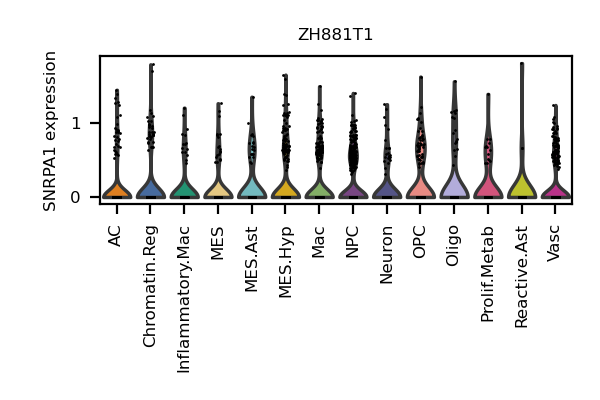 ZH881T1
SNRPA1 expression
1
0
AC
Chromatin.Reg
Inflammatory.Mac
MES
MES.Ast
MES.Hyp
Mac
NPC
Neuron
OPC
Oligo
Prolif.Metab
Reactive.Ast
Vasc